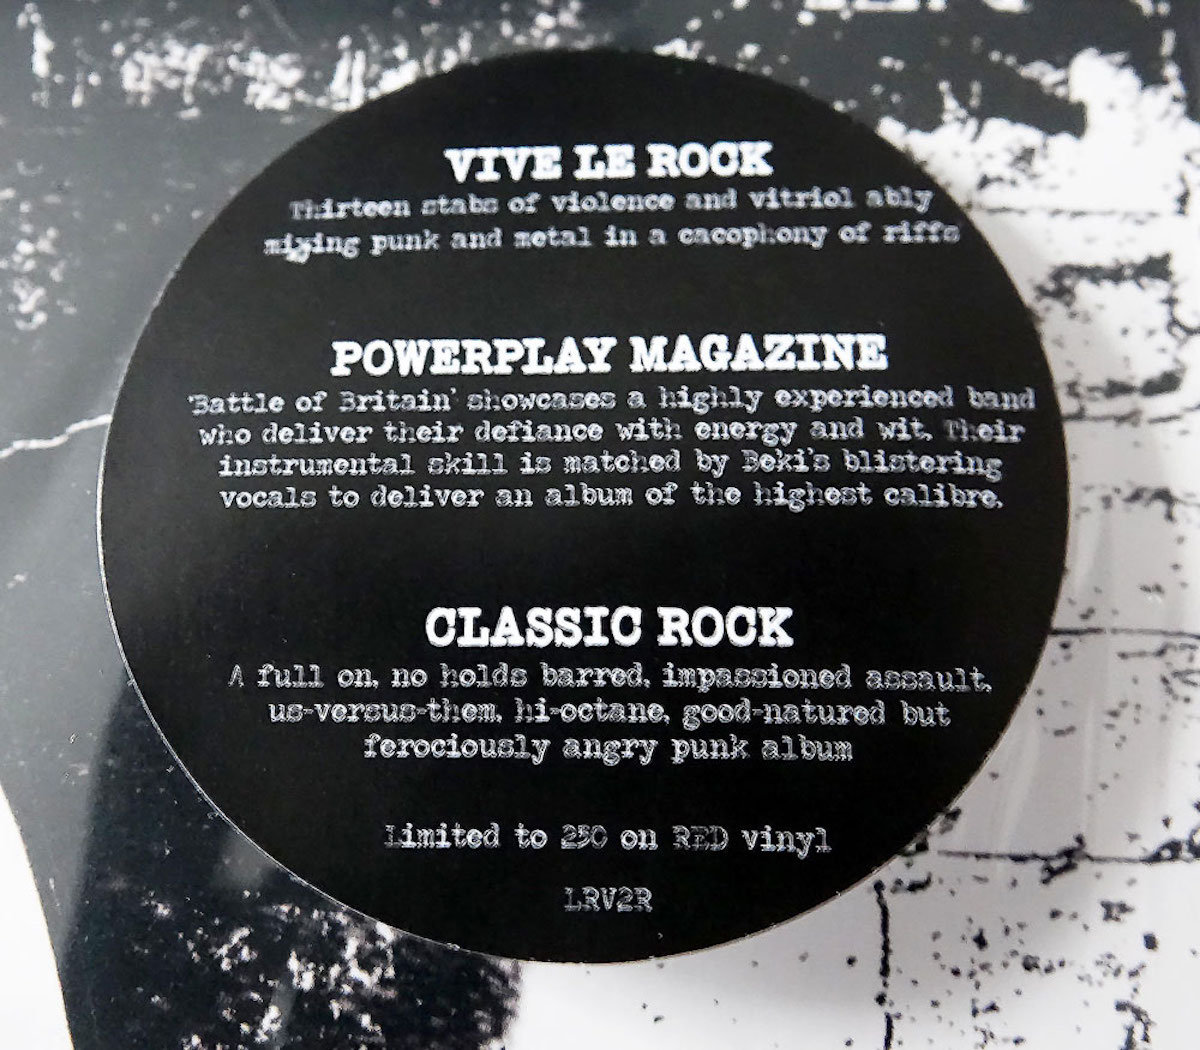 VIVE LE ROCK
Thirteen stabs of violence and vitriol ably
mixing punk and metal in a cacophony of riffs
POWERPLAY MAGAZINE
'Battle of Britain' showcases a highly experienced band
who deliver their defiance with energy and wit. Their
instrumental skill is matched by Beki's blistering
vocals to deliver an album of the highest calibre.
CLASSIC ROCK
A full on, no holds barred, impassioned assault,
us-versus-them, hi-octane, good-natured but
ferociously angry punk album
Limited to 250 on RED vinyl
LRV2R